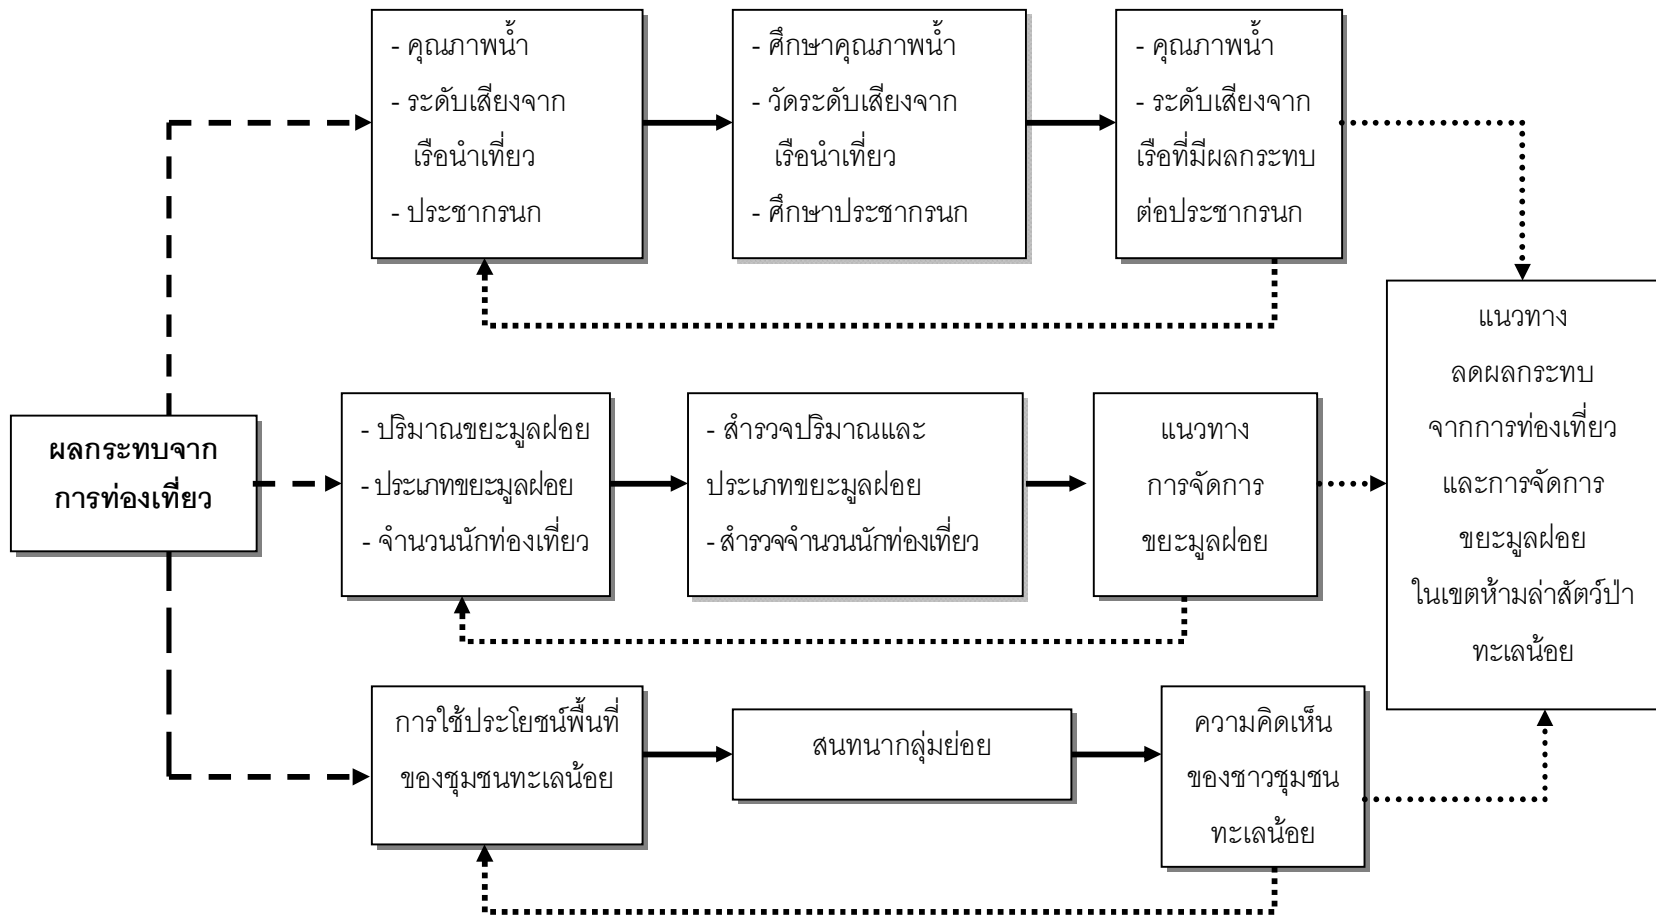 - คุณภาพน้ำ
- ระดับเสียงจาก
เรือนำเที่ยว
- ประชากรนก
- ศึกษาคุณภาพน้ำ
- วัดระดับเสียงจาก
เรือนำเที่ยว
- ศึกษาประชากรนก
- คุณภาพน้ำ
- ระดับเสียงจาก
เรือที่มีผลกระทบ
ต่อประชากรนก
ผลกระทบจาก
การท่องเที่ยว
- ปริมาณขยะมูลฝอย
- ประเภทขยะมูลฝอย
- จำนวนนักท่องเที่ยว
- สำรวจปริมาณและ
ประเภทขยะมูลฝอย
- สำรวจจำนวนนักท่องเที่ยว
แนวทาง
การจัดการ
ขยะมูลฝอย
แนวทาง
ลดผลกระทบ
จากการท่องเที่ยว
และการจัดการ
ขยะมูลฝอย
ในเขตห้ามล่าสัตว์ป่า
ทะเลน้อย
การใช้ประโยชน์พื้นที่
ของชุมชนทะเลน้อย
สนทนากลุ่มย่อย
ความคิดเห็น
ของชาวชุมชน
ทะเลน้อย